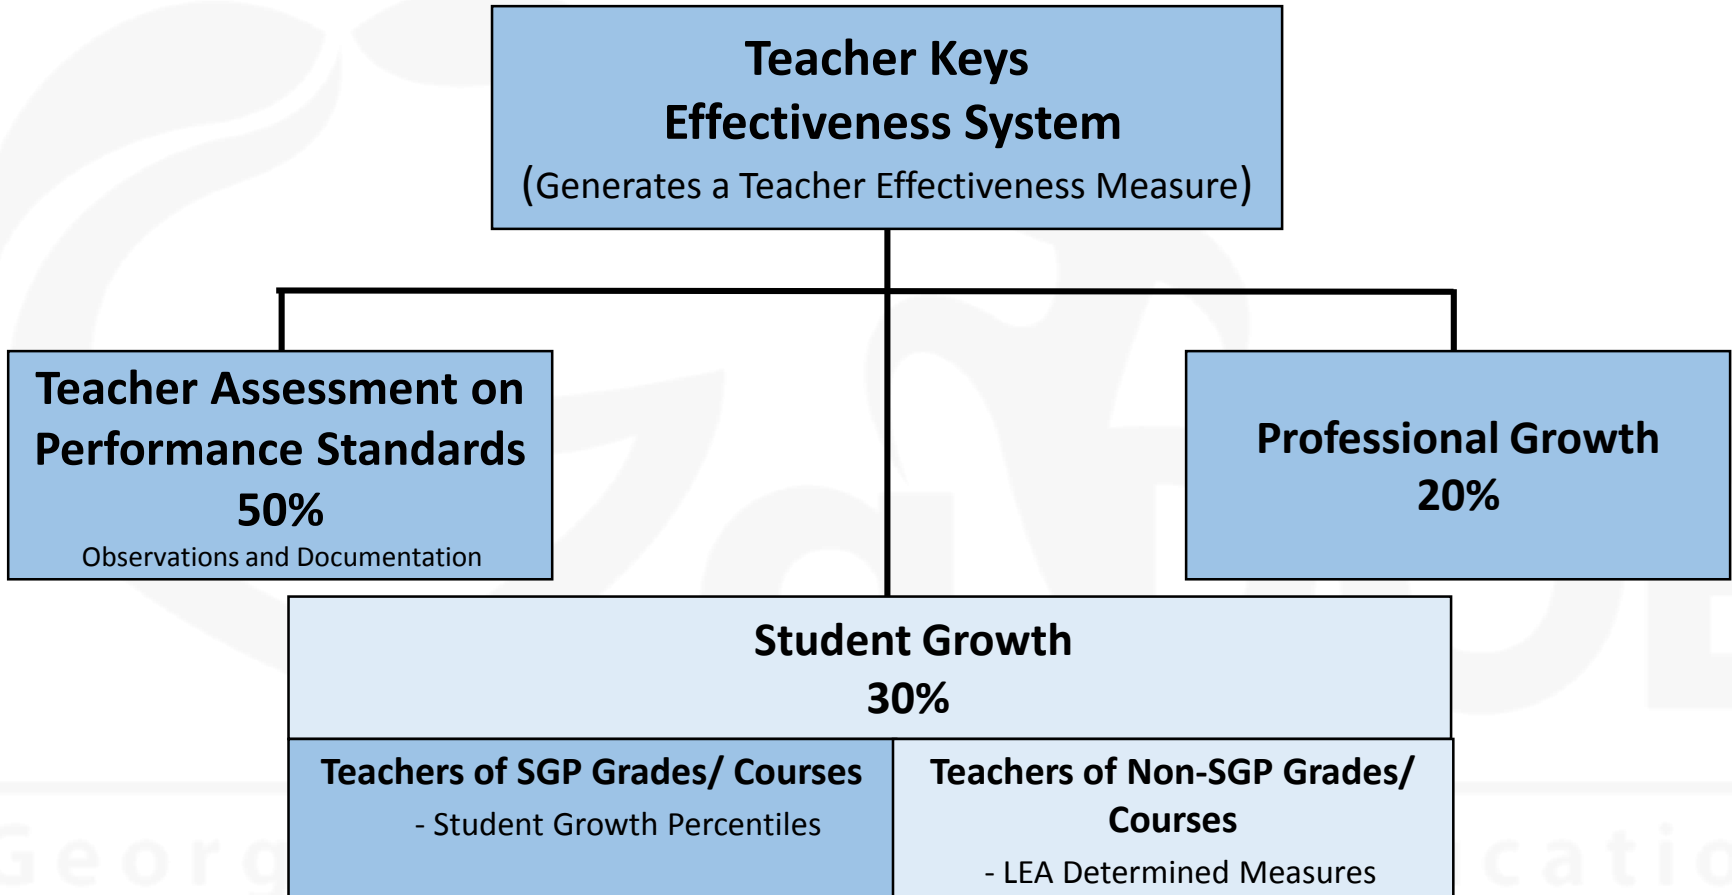 Teacher Keys
Effectiveness System
(Generates a Teacher Effectiveness Measure)
Teacher Assessment on
Performance Standards
50%
Observations and Documentation
Professional Growth
20%
Student Growth
30%
Teachers of SGP Grades/ Courses
- Student Growth Percentiles
Teachers of Non-SGP Grades/
Courses
- LEA Determined Measures